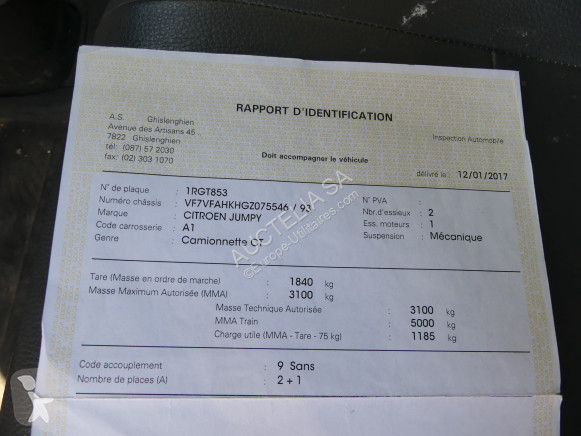 RAPPORT D'IDENTIFICATION
A.S. Ghislenghien
Avenue des Artisans 45
7822 Ghislenghien
tél: (087) 57 2030
fax: (02) 303 1070
Inspection Automobile
Doit accompagner le véhicule
délivré le : 12/01/2017
N° de plaque : 1RGT853
Numéro châssis : VF7VFAHKHGZ075546 / 93
Marque : CITROEN JUMPY
Code carrosserie : A1
Genre : Camionnette CT
N° PVA
Nbr.d'essieux : 2
Ess. moteurs : 1
Suspension : Mécanique
Tare (Masse en ordre de marche) : 1840 kg
Masse Maximum Autorisée (MMA) : 3100 kg
Masse Technique Autorisée : 3100 kg
MMA Train : 5000 kg
Charge utile (MMA - Tare - 75 kg) : 1185 kg
Code accouplement : 9 Sans
Nombre de places (A) : 2 + 1
AUCTELIA SA
©Europe-Utilitaires.com